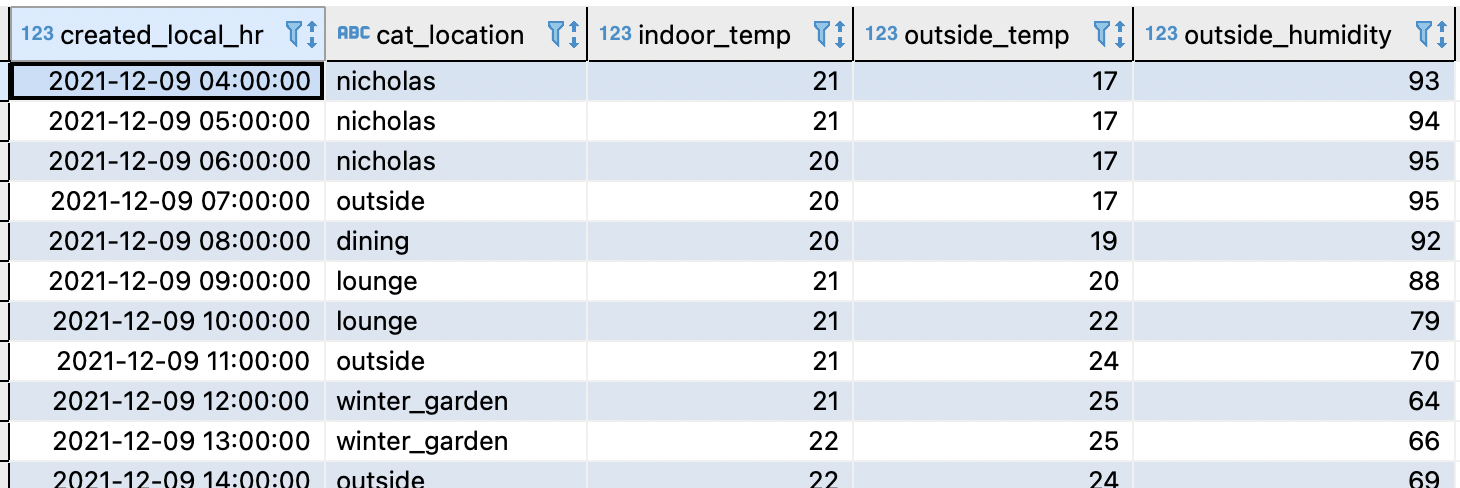 123 created_local_hr ABC cat_location 123 indoor_temp 123 outside_temp 123 outside_humidity
2021-12-09 04:00:00 nicholas 21 17 93
2021-12-09 05:00:00 nicholas 21 17 94
2021-12-09 06:00:00 nicholas 20 17 95
2021-12-09 07:00:00 outside 20 17 95
2021-12-09 08:00:00 dining 20 19 92
2021-12-09 09:00:00 lounge 21 20 88
2021-12-09 10:00:00 lounge 21 22 79
2021-12-09 11:00:00 outside 21 24 70
2021-12-09 12:00:00 winter_garden 21 25 64
2021-12-09 13:00:00 winter_garden 22 25 66
2021-12-09 14:00:00 outside 22 24 69